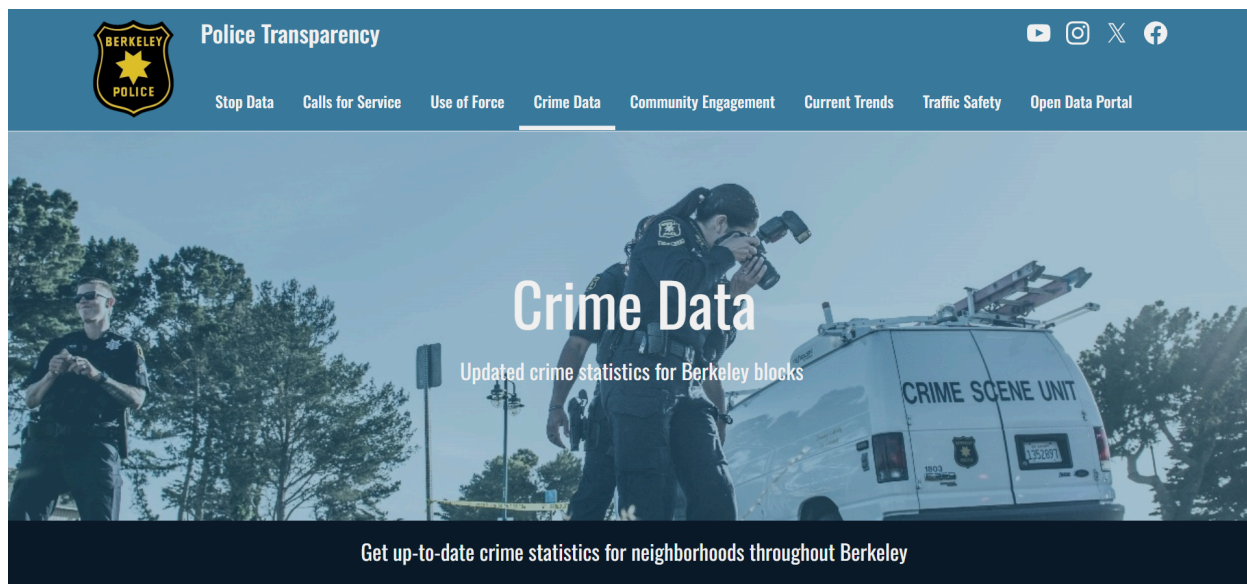 BERKELEY
POLICE
Police Transparency
Stop Data
Calls for Service
Use of Force
Crime Data
Community Engagement
Current Trends
Traffic Safety
Open Data Portal
Crime Data
Updated crime statistics for Berkeley blocks
CRIME SCENE UNIT
1803
1352897
Get up-to-date crime statistics for neighborhoods throughout Berkeley